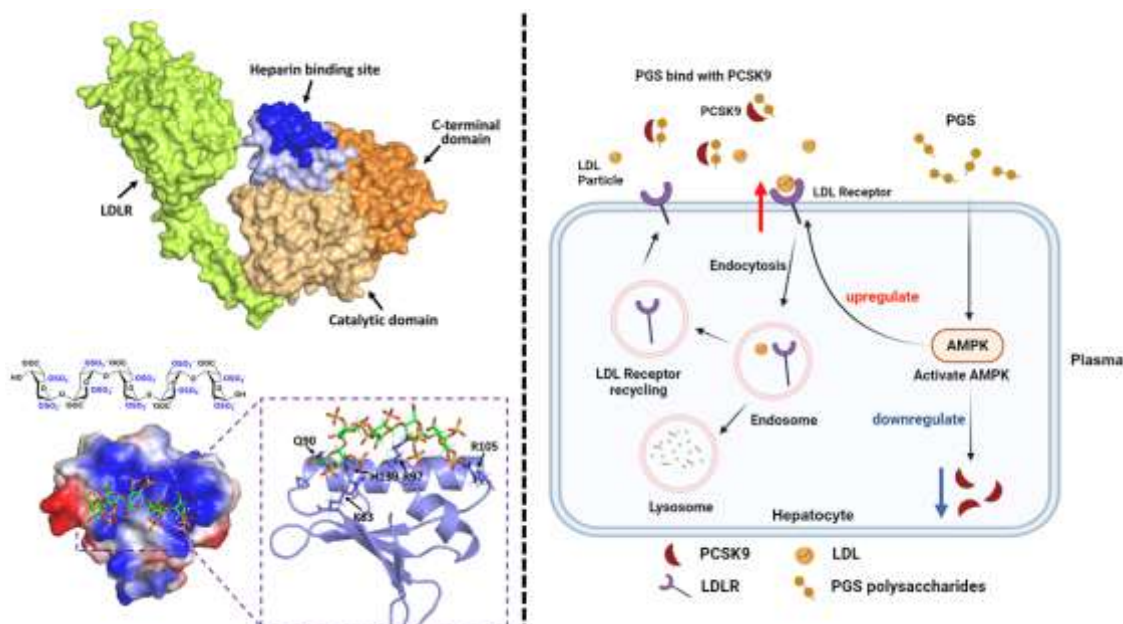 Heparin binding site
C-terminal
domain
LDLR
Catalytic domain
Q90
R105
H139
R97
K83
PGS bind with PCSK9
PCSK9
PGS
LDL
Particle
LDL Receptor
Endocytosis
upregulate
AMPK
Activate AMPK
Plasma
LDL Receptor
recycling
Endosome
downregulate
Lysosome
Hepatocyte
PCSK9
LDL
LDLR
PGS polysaccharides